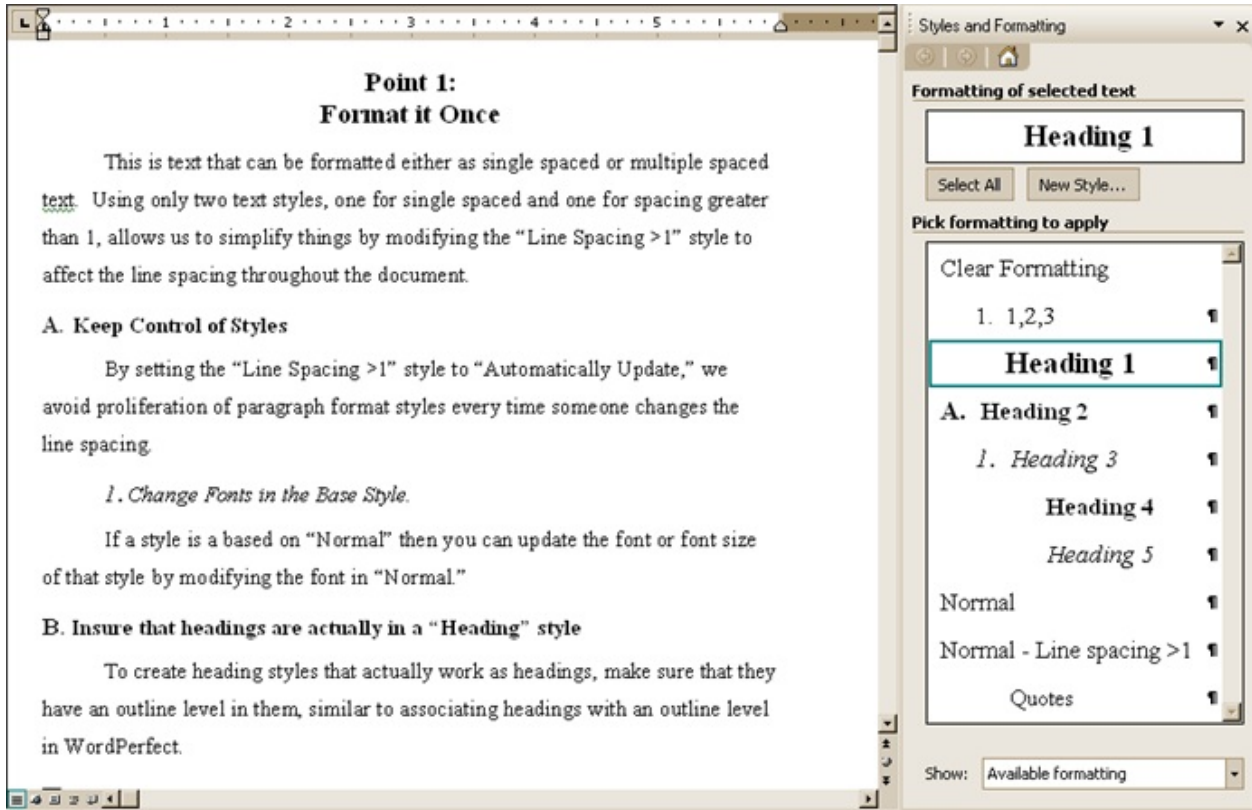 1 2 3 4 5
Point 1:
Format it Once
This is text that can be formatted either as single spaced or multiple spaced
text. Using only two text styles, one for single spaced and one for spacing greater
than 1, allows us to simplify things by modifying the “Line Spacing >1” style to
affect the line spacing throughout the document.
A. Keep Control of Styles
By setting the “Line Spacing >1” style to “Automatically Update,” we
avoid proliferation of paragraph format styles every time someone changes the
line spacing.
1. Change Fonts in the Base Style.
If a style is a based on “Normal” then you can update the font or font size
of that style by modifying the font in “Normal.”
B. Insure that headings are actually in a “Heading” style
To create heading styles that actually work as headings, make sure that they
have an outline level in them, similar to associating headings with an outline level
in WordPerfect.
Styles and Formatting
Formatting of selected text
Heading 1
Select All New Style...
Pick formatting to apply
Clear Formatting
1. 1,2,3 ¶
Heading 1 ¶
A. Heading 2 ¶
1. Heading 3 ¶
Heading 4 ¶
Heading 5 ¶
Normal ¶
Normal - Line spacing >1 ¶
Quotes ¶
Show: Available formatting